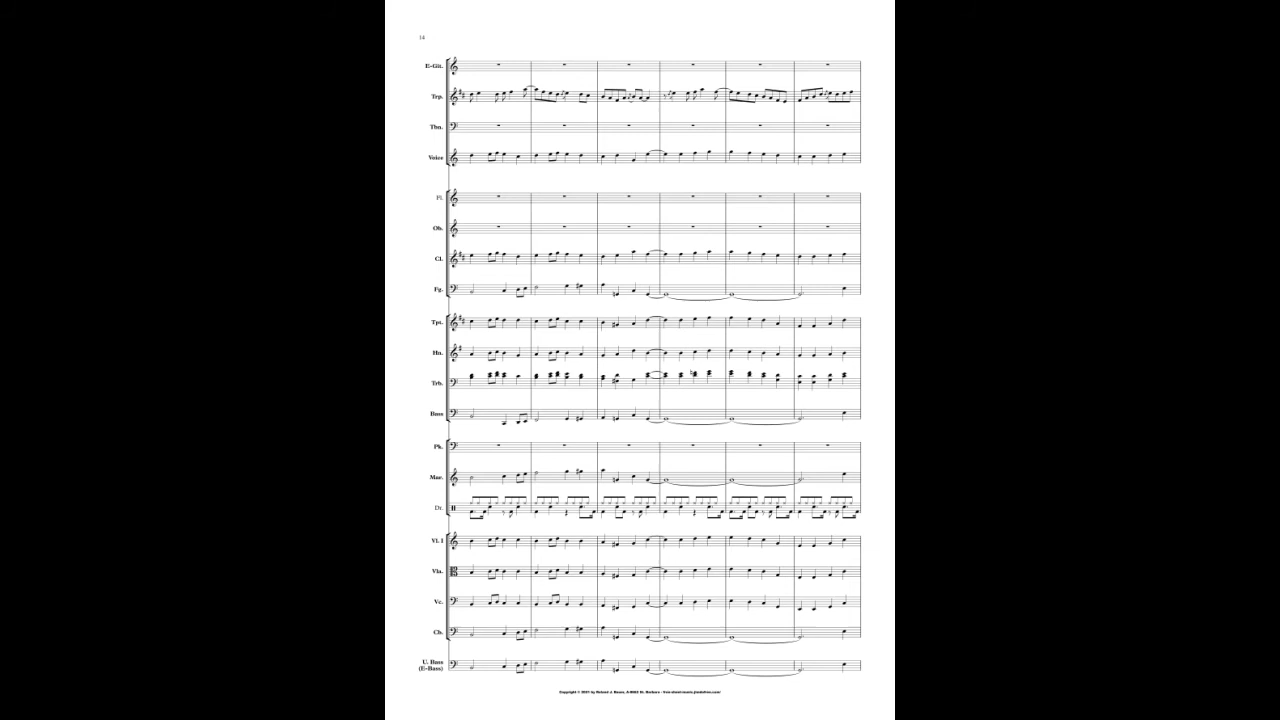 14
E-Git.
Trp.
Tbn.
Voice
Pl.
Ob.
Cl.
Fg.
Tpt.
Hn.
Trb.
Bass
Pk.
Mar.
Dr.
Vl. I
Vla.
Vc.
Cb.
U. Bass
(E-Bass)